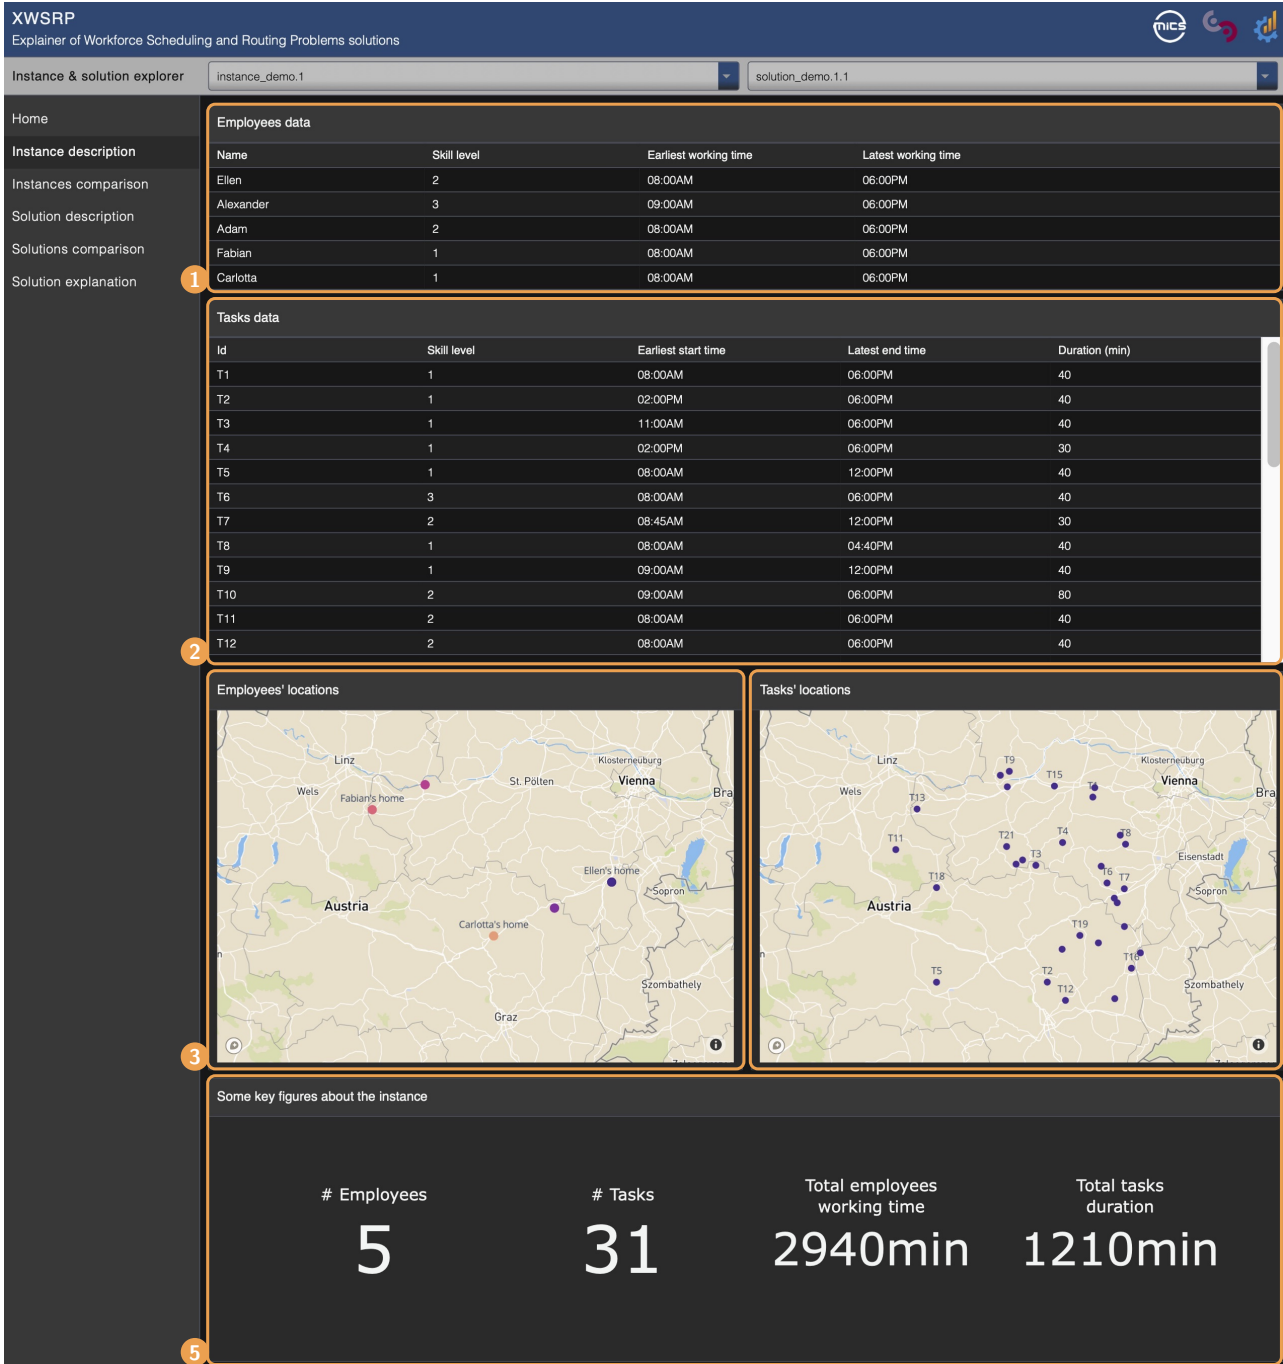 XWSRP
Explainer of Workforce Scheduling and Routing Problems solutions
mics
Instance & solution explorer
instance_demo.1
solution_demo.1.1
Home
Instance description
Instances comparison
Solution description
Solutions comparison
Solution explanation
Employees data
Name Skill level Earliest working time Latest working time
Ellen 2 08:00AM 06:00PM
Alexander 3 09:00AM 06:00PM
Adam 2 08:00AM 06:00PM
Fabian 1 08:00AM 06:00PM
Carlotta 1 08:00AM 06:00PM
1
Tasks data
Id Skill level Earliest start time Latest end time Duration (min)
T1 1 08:00AM 06:00PM 40
T2 1 02:00PM 06:00PM 40
T3 1 11:00AM 06:00PM 40
T4 1 02:00PM 06:00PM 30
T5 1 08:00AM 12:00PM 40
T6 3 08:00AM 06:00PM 40
T7 2 08:45AM 12:00PM 30
T8 1 08:00AM 04:40PM 40
T9 1 09:00AM 12:00PM 40
T10 2 09:00AM 06:00PM 80
T11 2 08:00AM 06:00PM 40
T12 2 08:00AM 06:00PM 40
2
Employees' locations
Linz
Klosterneuburg
St. Pölten
Vienna
Wels
Fabian's home
Bra
Ellen's home
Sopron
Austria
Carlotta's home
Szombathely
Graz
3
Tasks' locations
Linz
T9
Klosterneuburg
T15
Vienna
Wels
T13
T1
Bra
T11
T21
T4
T8
T3
Eisenstadt
T18
T6
T7
Sopron
Austria
T19
T16
T5
T2
T12
Szombathely
Some key figures about the instance
# Employees
5
# Tasks
31
Total employees
working time
2940min
Total tasks
duration
1210min
5